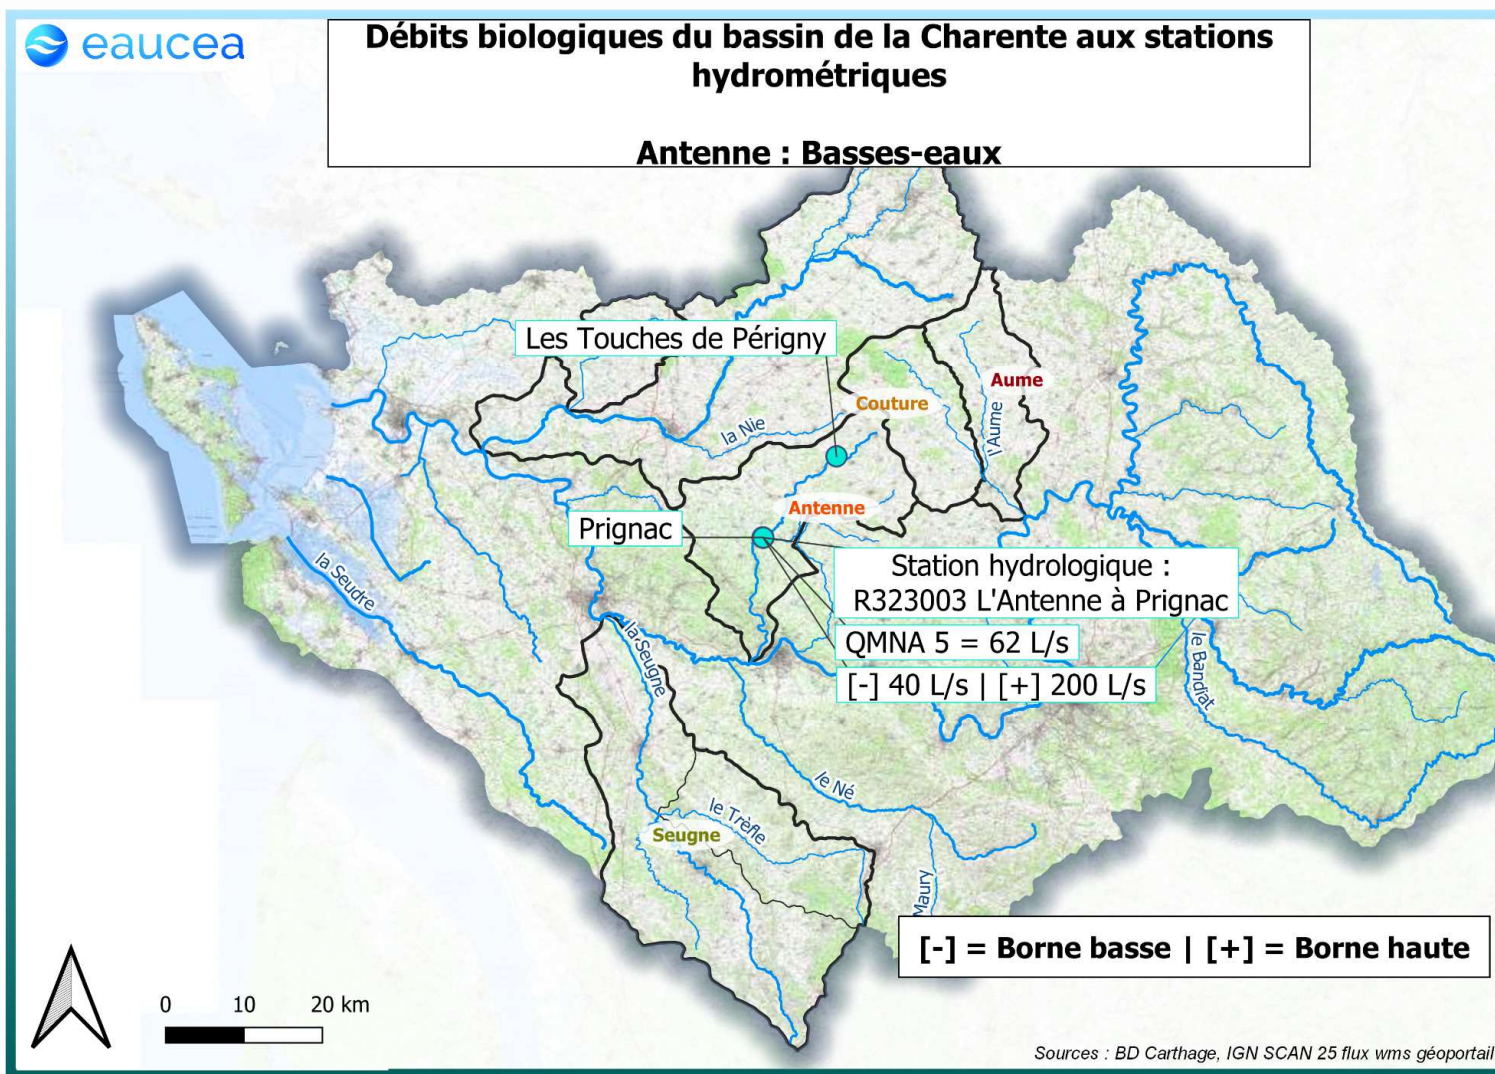 eaucea
Débits biologiques du bassin de la Charente aux stations
hydrométriques
Antenne : Basses-eaux
Les Touches de Périgny
Aume
Couture
la Nie
l'Aume
Antenne
Prignac
Station hydrologique :
R323003 L'Antenne à Prignac
QMNA 5 = 62 L/s
[-] 40 L/s | [+] 200 L/s
la Seudre
la Seugne
le Bandiat
le Né
le Trèfle
Seugne
Maury
[-] = Borne basse | [+] = Borne haute
0 10 20 km
Sources : BD Carthage, IGN SCAN 25 flux wms géoportail